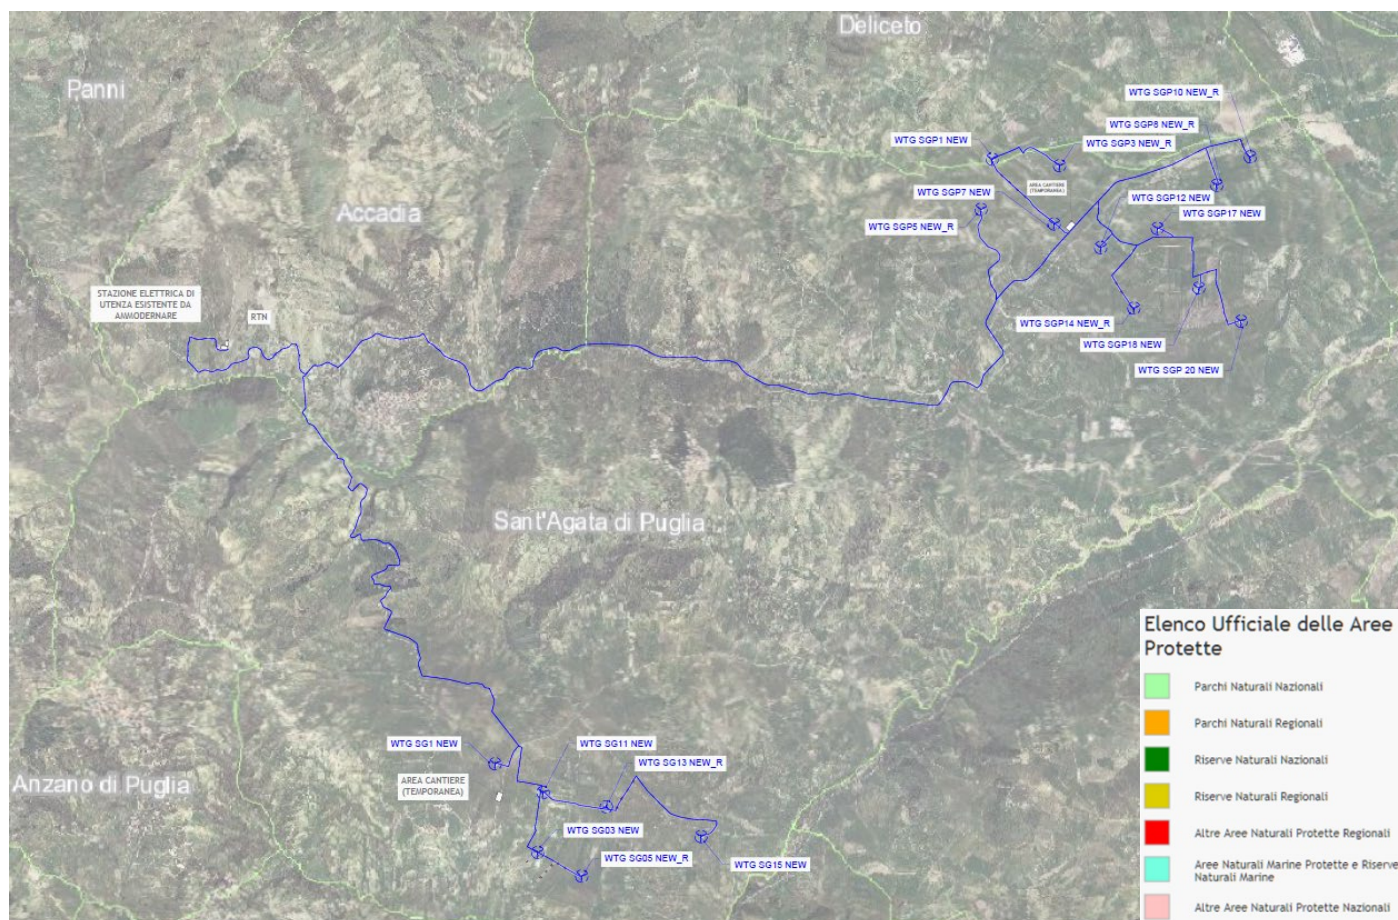 Deliceto
Panni
WTG SGP10 NEW_R
WTG SGP8 NEW_R
WTG SGP1 NEW
WTG SGP3 NEW_R
AREA CANTIERE
(TEMPORANEA)
WTG SGP7 NEW
WTG SGP12 NEW
WTG SGP17 NEW
Accadia
WTG SGP5 NEW_R
STAZIONE ELETTRICA DI
UTENZA ESISTENTE DA
AMMODERNARE
RTN
WTG SGP14 NEW_R
WTG SGP18 NEW
WTG SGP 20 NEW
Sant'Agata di Puglia
WTG SG1 NEW
WTG SG11 NEW
WTG SG13 NEW_R
AREA CANTIERE
(TEMPORANEA)
Anzano di Puglia
WTG SG03 NEW
WTG SG05 NEW_R
WTG SG15 NEW
Elenco Ufficiale delle Aree
Protette
Parchi Naturali Nazionali
Parchi Naturali Regionali
Riserve Naturali Nazionali
Riserve Naturali Regionali
Altre Aree Naturali Protette Regionali
Aree Naturali Marine Protette e Riserve
Naturali Marine
Altre Aree Naturali Protette Nazionali